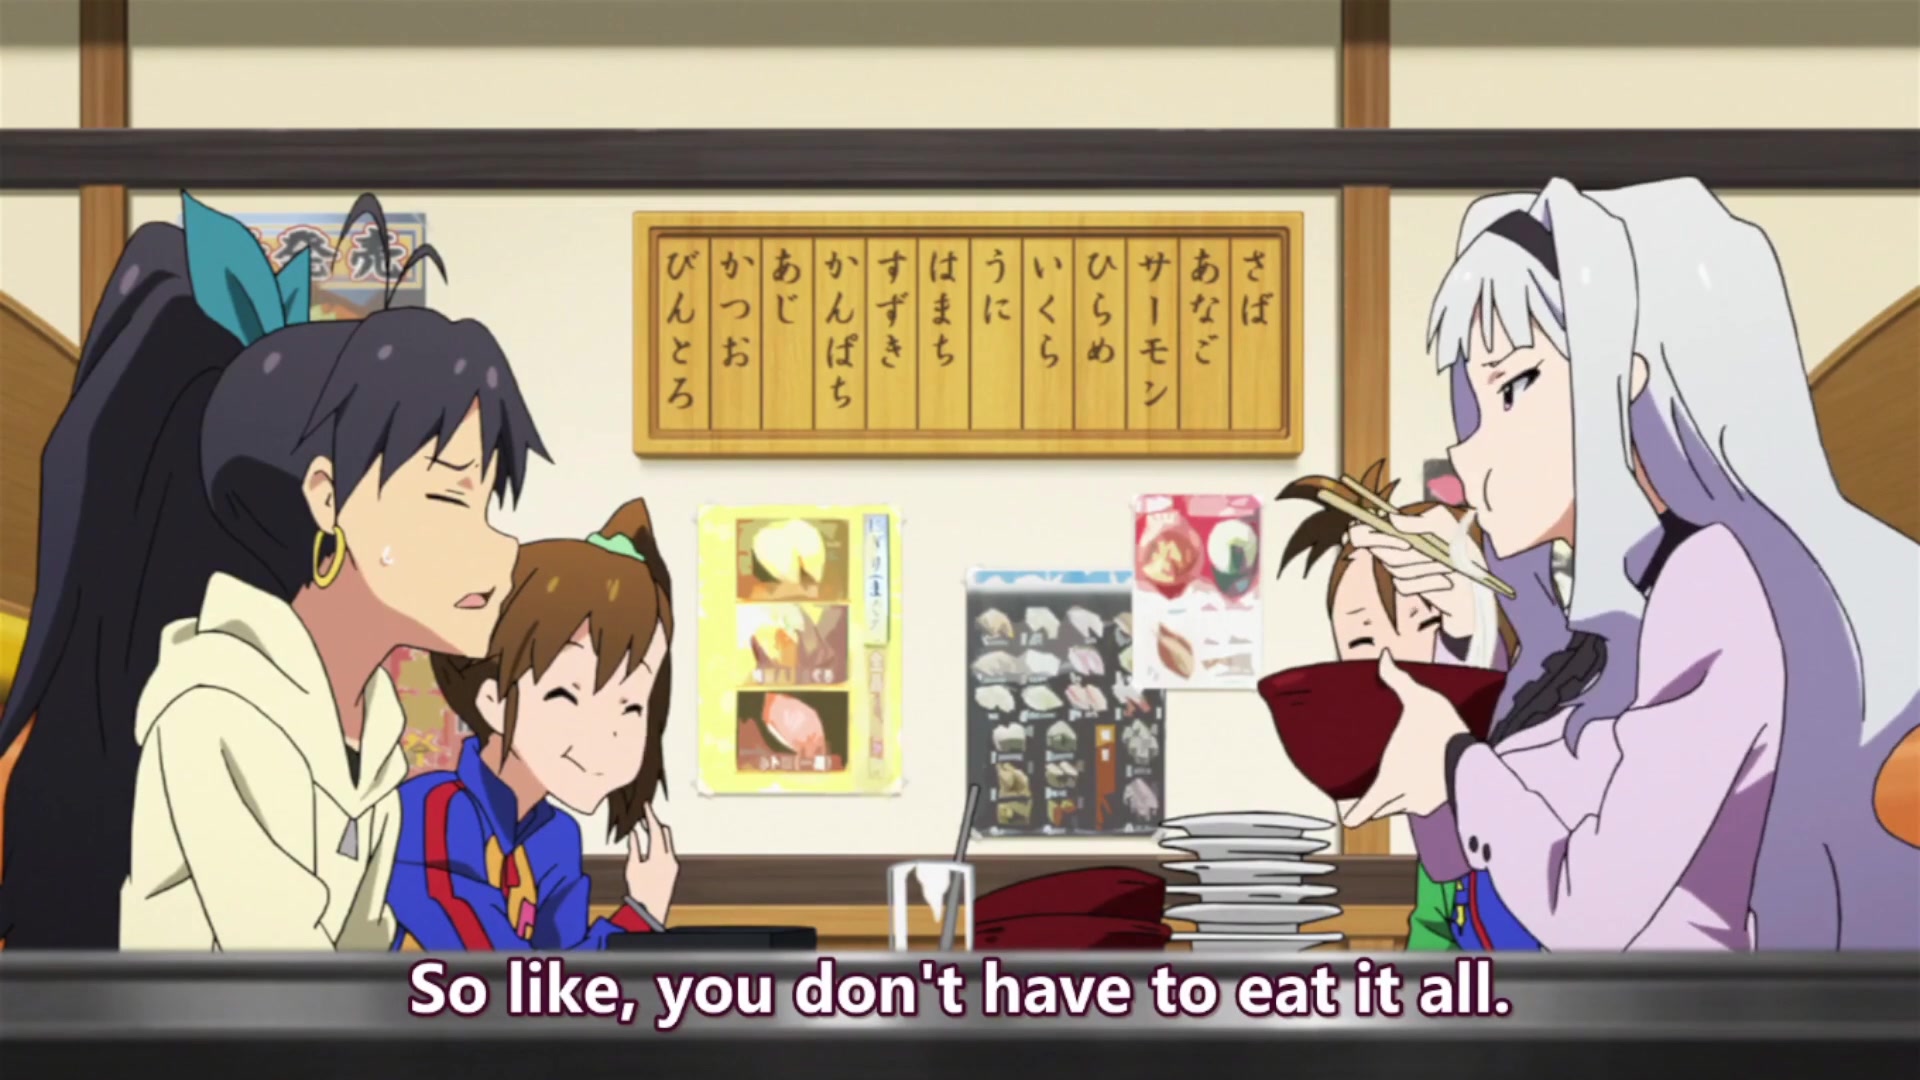 発売
さば
あなご
サーモン
ひらめ
いくら
うに
はまち
すずき
かんぱち
あじ
かつお
びんとろ
So like, you don't have to eat it all.